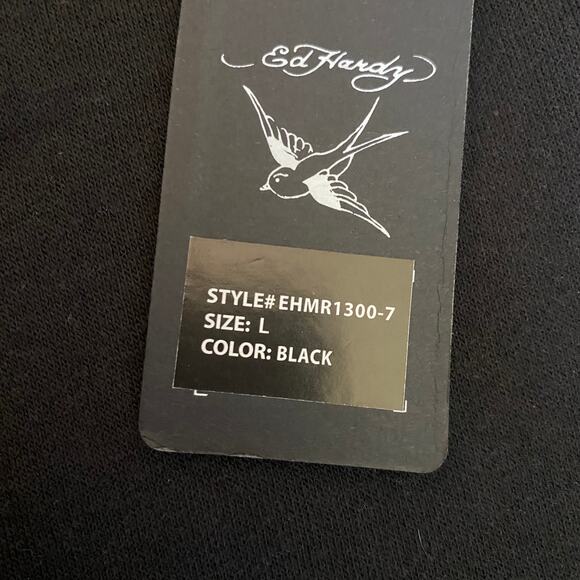 Ed Hardy
STYLE# EHMR1300-7
SIZE: L
COLOR: BLACK